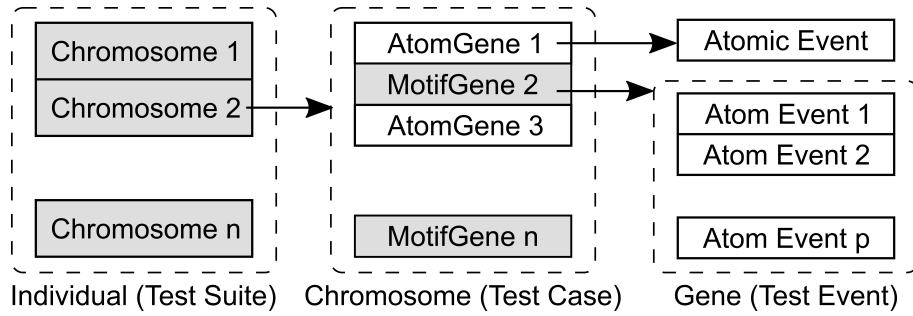 Chromosome 1
Chromosome 2
Chromosome n
Individual (Test Suite)
AtomGene 1
MotifGene 2
AtomGene 3
MotifGene n
Chromosome (Test Case)
Atomic Event
Atom Event 1
Atom Event 2
Atom Event p
Gene (Test Event)